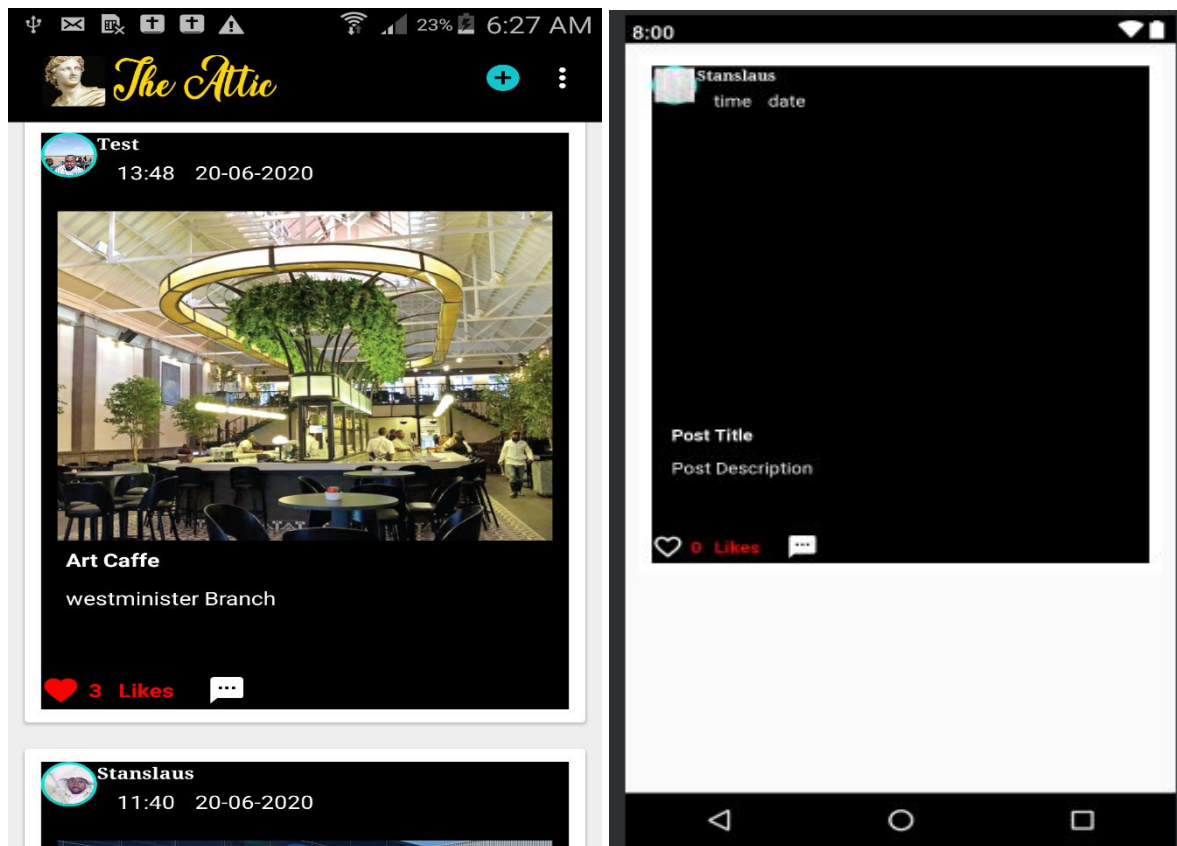 23% 6:27 AM
The Attic
Test
13:48 20-06-2020
Art Caffe
westminister Branch
3 Likes
Stanslaus
11:40 20-06-2020
8:00
Stanslaus
time date
Post Title
Post Description
0 Likes